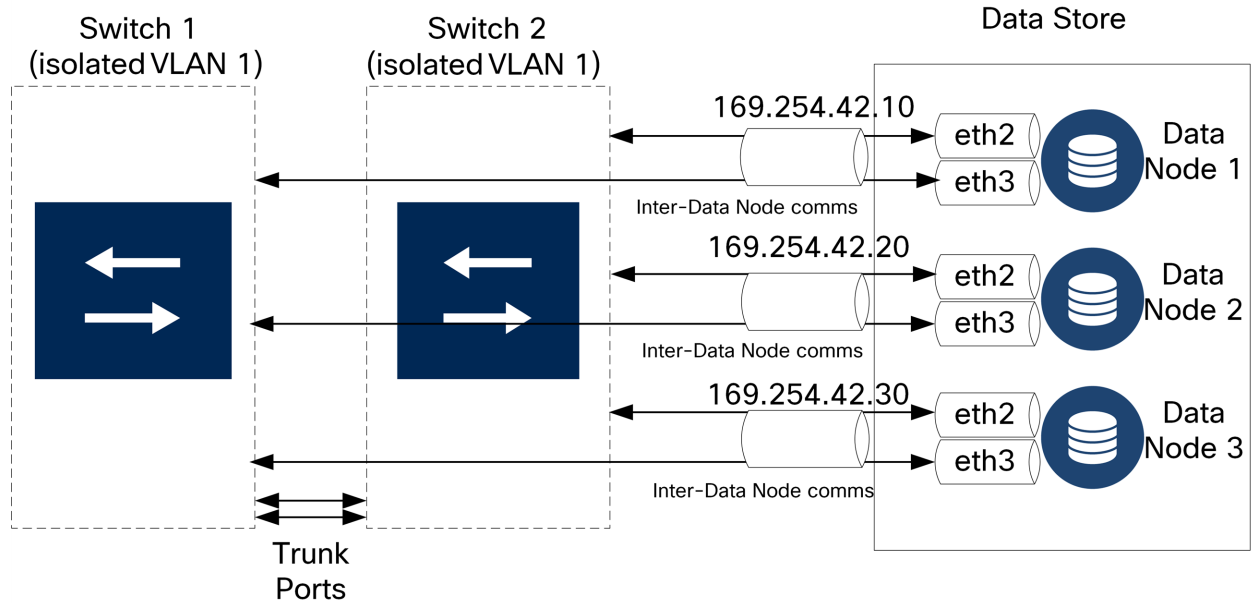 Switch 1
(isolated VLAN 1)
Switch 2
(isolated VLAN 1)
Data Store
169.254.42.10
eth2
eth3
Data
Node 1
Inter-Data Node comms
169.254.42.20
eth2
eth3
Data
Node 2
Inter-Data Node comms
169.254.42.30
eth2
eth3
Data
Node 3
Inter-Data Node comms
Trunk
Ports